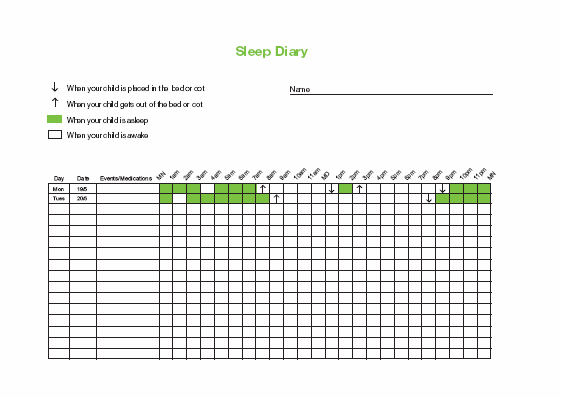 Sleep Diary
When your child is placed in the bed or cot
Name
When your child gets out of the bed or cot
When your child is asleep
When your child is awake
Day Date Events/Medications MN 1am 2am 3am 4am 5am 6am 7am 8am 9am 10am 11am MD 1pm 2pm 3pm 4pm 5pm 6pm 7pm 8pm 9pm 10pm 11pm MN
Mon 19/5
Tues 20/5